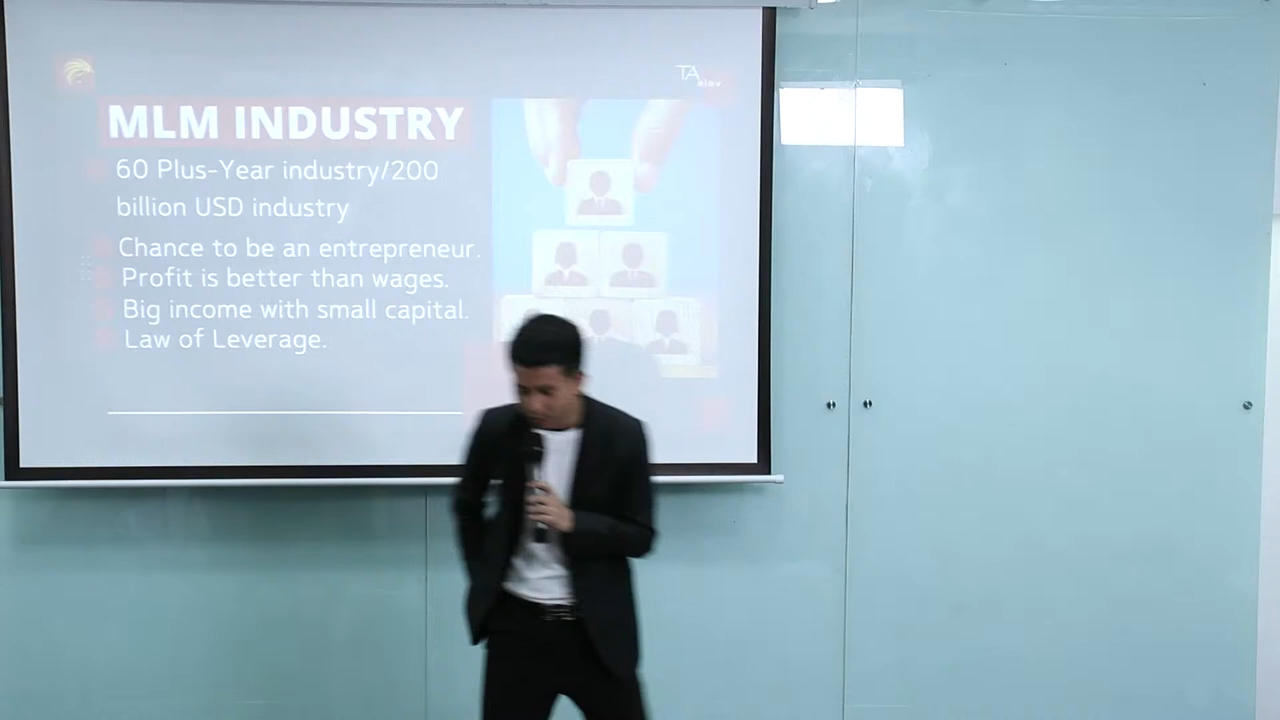 TA
MLM INDUSTRY
60 Plus-Year industry/200
billion USD industry
Chance to be an entrepreneur.
Profit is better than wages.
Big income with small capital.
Law of Leverage.